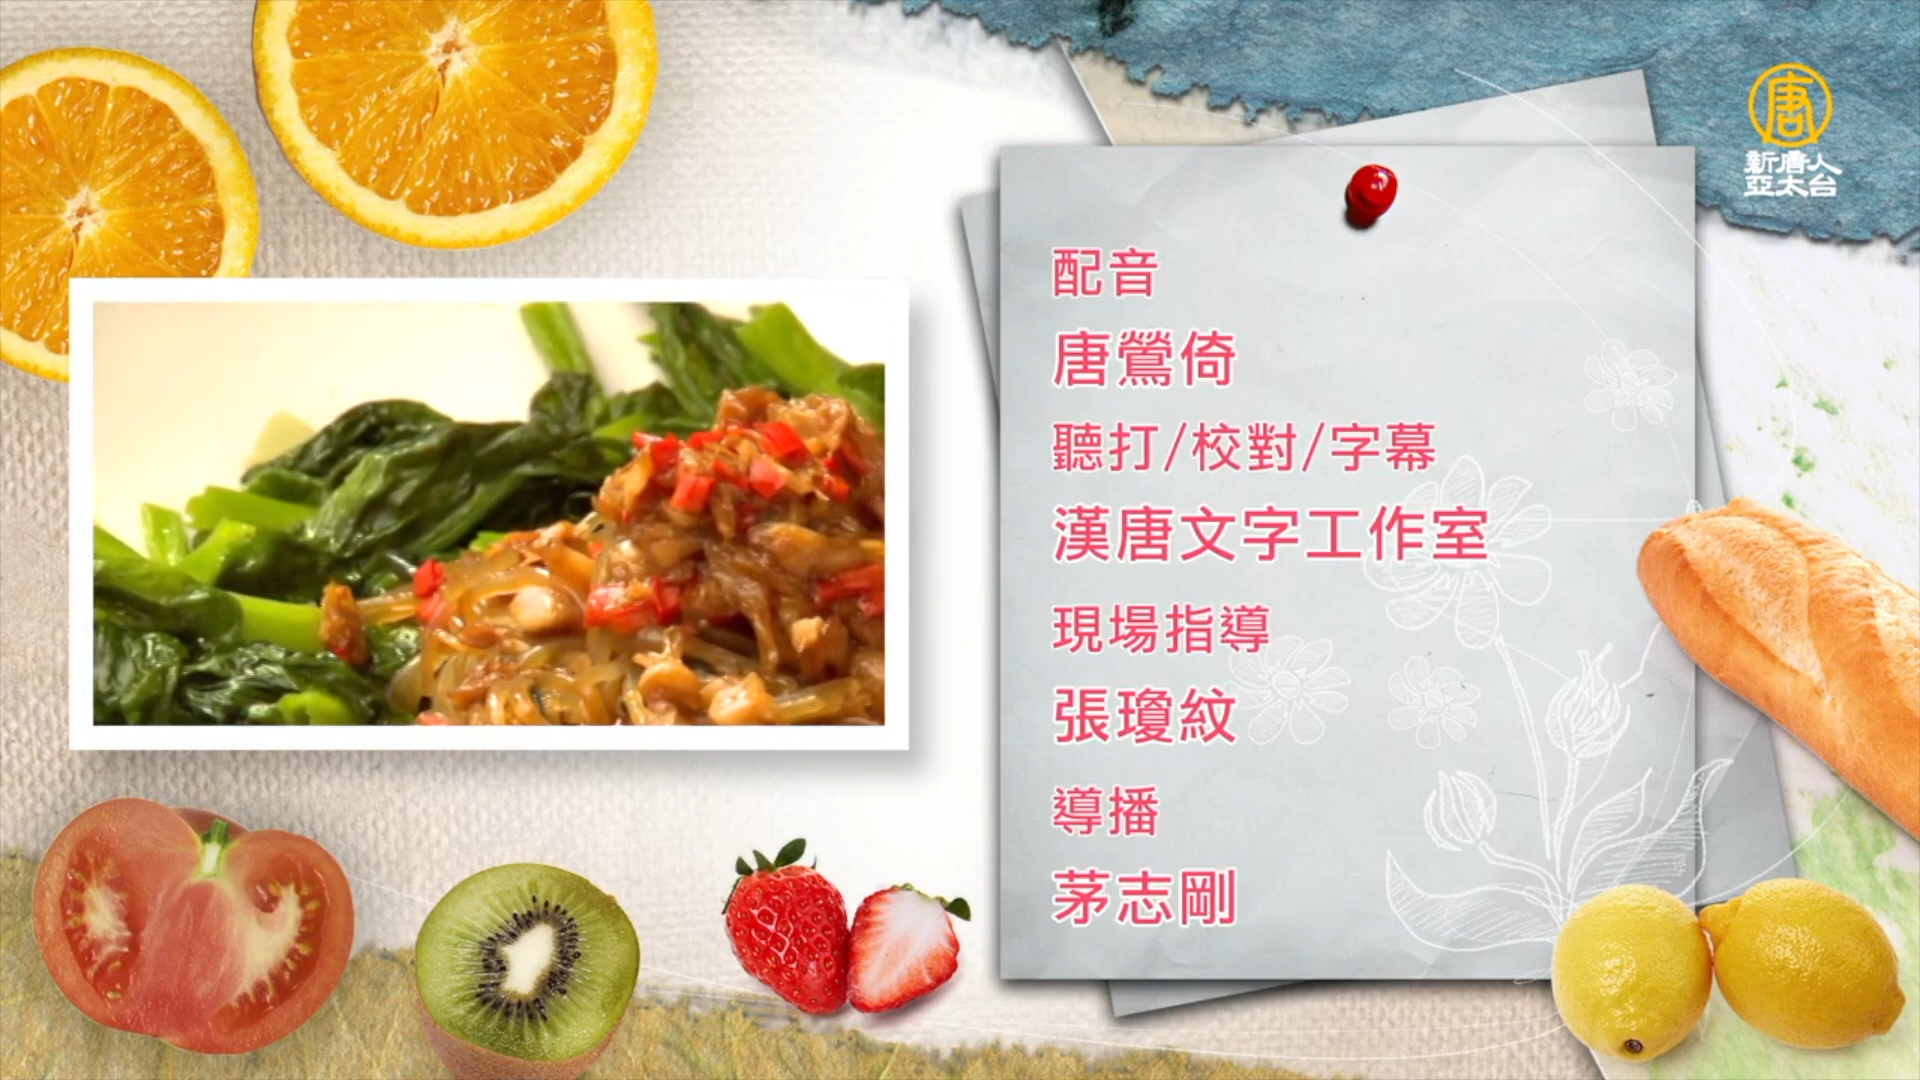 唐
新唐人
亞太台
配音
唐鶯倚
聽打/校對/字幕
漢唐文字工作室
現場指導
張瓊紋
導播
茅志剛